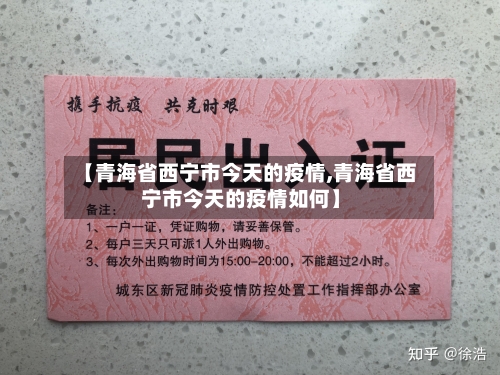 携手抗疫 共克时艰
居民出入证
【青海省西宁市今天的疫情,青海省西
宁市今天的疫情如何】
备注：
1、一户一证，凭证购物，请妥善保管。
2、每户三天只可派1人外出购物。
3、每次外出购物时间为15:00-20:00，不能超过2小时。
城东区新冠肺炎疫情防控处置工作指挥部办公室
知乎 @徐浩